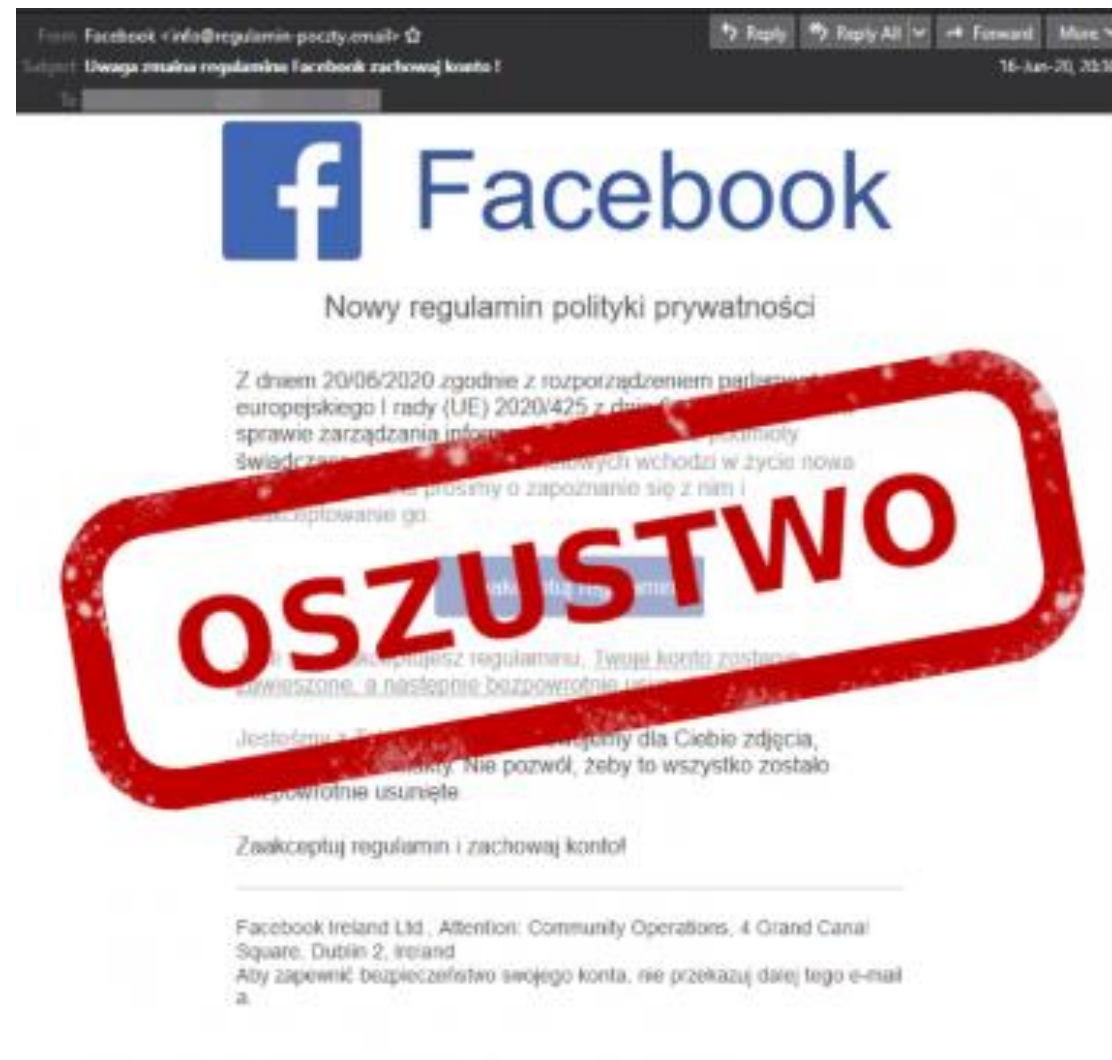 From Facebook <info@regulamin-poczty.email>
Reply Reply All Forward More
Subject Uwaga zmaina regulaminu Facebook zachowaj konto !
16-Jun-20, 20:
To
f Facebook
Nowy regulamin polityki prywatności
Z dniem 20/06/2020 zgodnie z rozporządzeniem
europejskiego I rady (UE) 2020/425 z dnia
sprawie zarządzania podmioty
wchodzi w życie nowa
prosimy o zapoznanie się z nim i
go.
OSZUSTWO
regulaminu, Twoje konto zostanie
zawieszone, a następnie bezpowrotnie
Jesteśmy z dla Ciebie zdjęcia,
Nie pozwól, żeby to wszystko zostało
bezpowrotnie usunięte.
Zaakceptuj regulamin i zachowaj konto!
Facebook Ireland Ltd., Attention: Community Operations, 4 Grand Canal
Square, Dublin 2, Ireland
Aby zapewnić bezpieczeństwo swojego konta, nie przekazuj dalej tego e-mail
a.